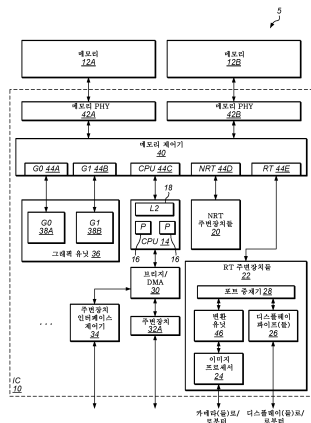 5
메모리
12A
메모리
12B
메모리 PHY
42A
메모리 PHY
42B
메모리 제어기
40
G0 44A
G1 44B
CPU 44C
NRT 44D
RT 44E
18
L2
G0
38A
G1
38B
P
P
CPU 14
16
16
그래픽 유닛 36
NRT
주변장치들
20
브리지/
DMA
30
RT 주변장치들
22
포트 중재기 28
주변장치
인터페이스
제어기
34
주변장치
32A
변환
유닛
46
디스플레이
파이프(들)
26
이미지
프로세서
24
. . .
IC
10
카메라(들)로/
로부터
디스플레이(들)로/
로부터